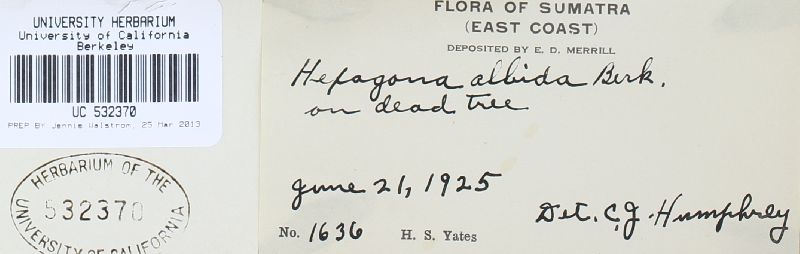 UNIVERSITY HERBARIUM
University of California
Berkeley
UC 532370
PREP BY Jennie Walstrom, 25 Mar 2013
HERBARIUM OF THE
532370
UNIVERSITY OF CALIFORNIA
FLORA OF SUMATRA
(EAST COAST)
DEPOSITED BY E. D. MERRILL
Hexagona albida Berk.
on dead tree
June 21, 1925
Det. C. J. Humphrey
No. 1636 H. S. Yates